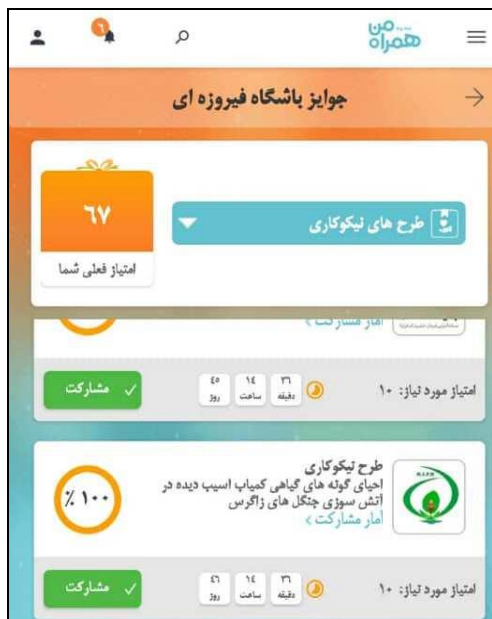 ۶
همراه من
جوایز باشگاه فیروزه ای
طرح های نیکوکاری
۶۷
امتیاز فعلی شما
آمار مشارکت >
امتیاز مورد نیاز: ۱۰
۳۶ دقیقه
۱۴ ساعت
۴۵ روز
مشارکت
طرح نیکوکاری
احیای گونه های گیاهی کمیاب اسیب دیده در
آتش سوزی جنگل های زاگرس
آمار مشارکت >
۱۰۰ ٪
امتیاز مورد نیاز: ۱۰
۳۶ دقیقه
۱۴ ساعت
۴۶ روز
مشارکت